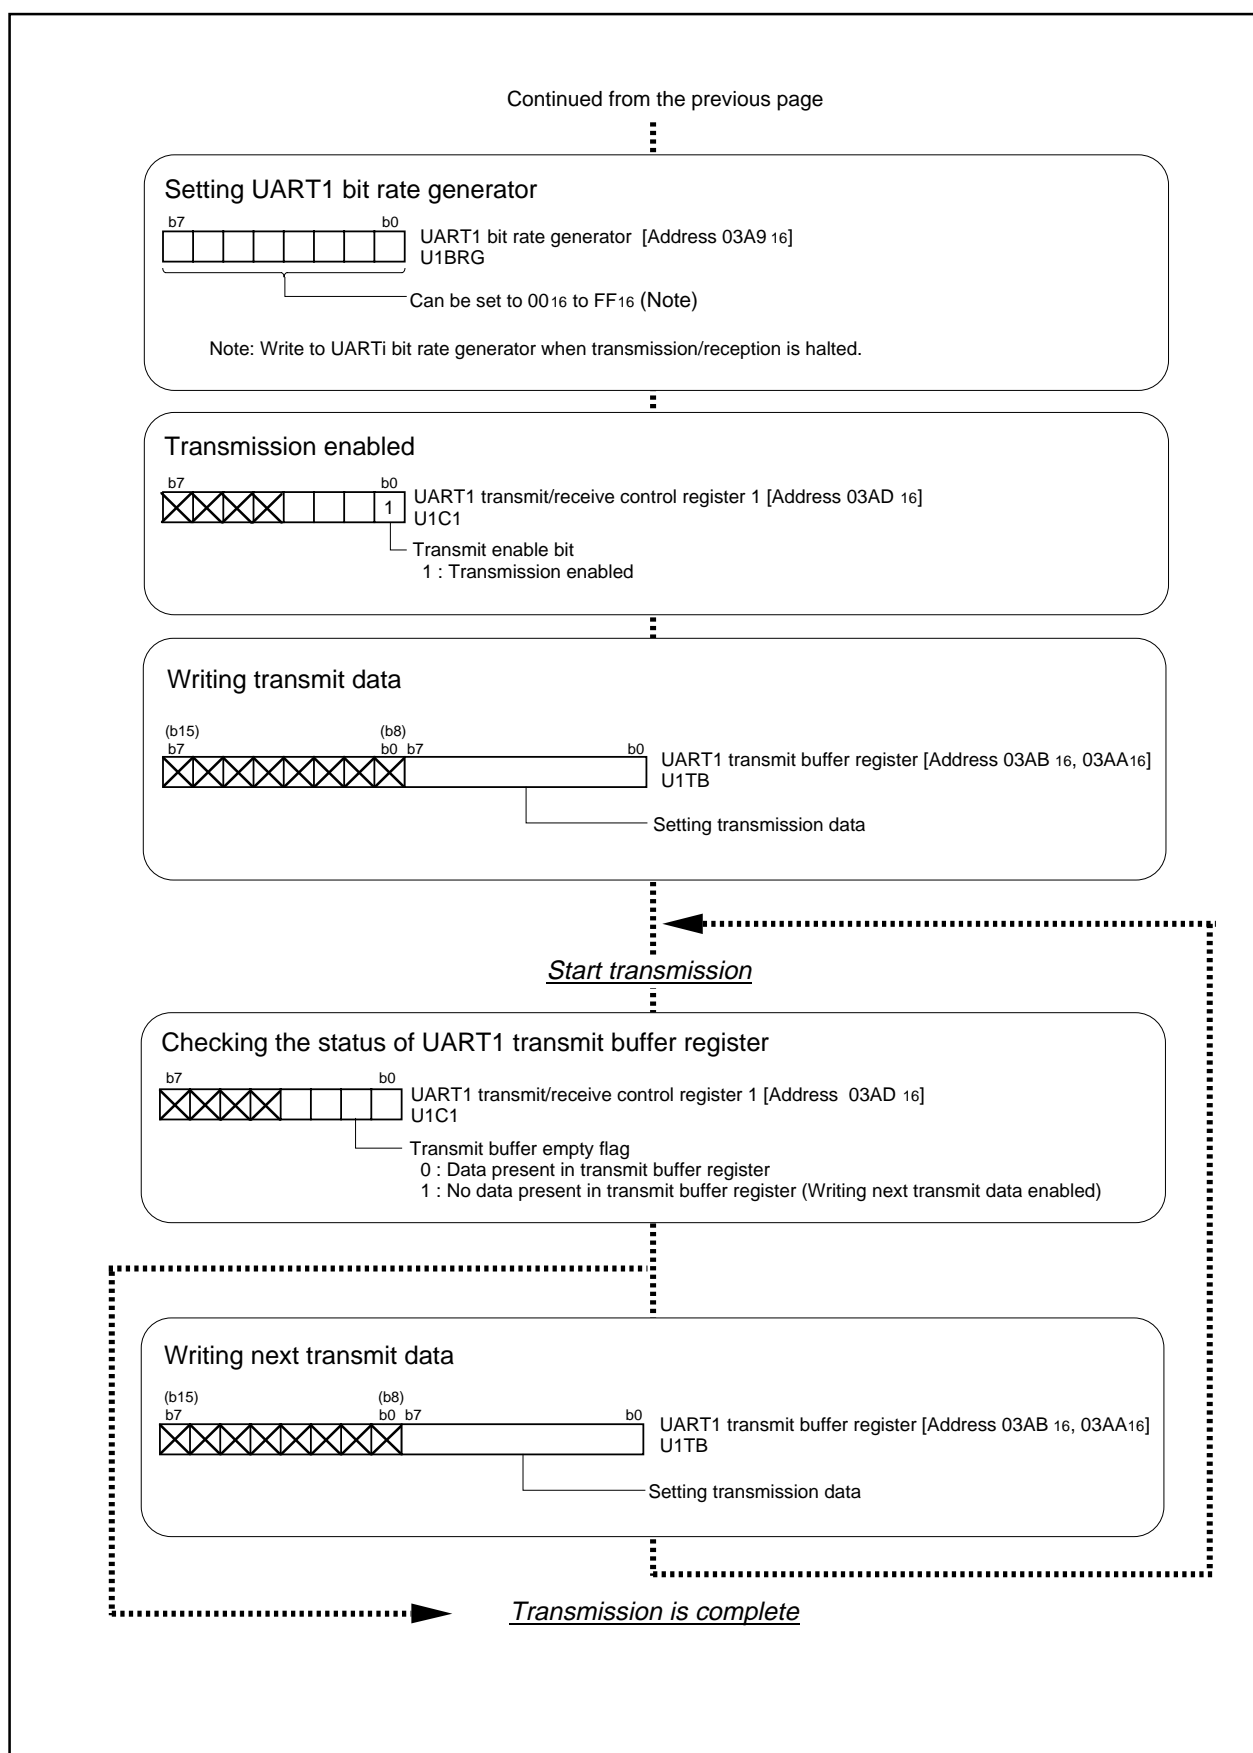 Continued from the previous page
Setting UART1 bit rate generator
b7 b0
UART1 bit rate generator [Address 03A9 16]
U1BRG
Can be set to 0016 to FF16 (Note)
Note: Write to UARTi bit rate generator when transmission/reception is halted.
Transmission enabled
b7 b0
1
UART1 transmit/receive control register 1 [Address 03AD 16]
U1C1
Transmit enable bit
1 : Transmission enabled
Writing transmit data
(b15) (b8)
b7 b0 b7 b0
UART1 transmit buffer register [Address 03AB 16, 03AA16]
U1TB
Setting transmission data
Start transmission
Checking the status of UART1 transmit buffer register
b7 b0
UART1 transmit/receive control register 1 [Address 03AD 16]
U1C1
Transmit buffer empty flag
0 : Data present in transmit buffer register
1 : No data present in transmit buffer register (Writing next transmit data enabled)
Writing next transmit data
(b15) (b8)
b7 b0 b7 b0
UART1 transmit buffer register [Address 03AB 16, 03AA16]
U1TB
Setting transmission data
Transmission is complete